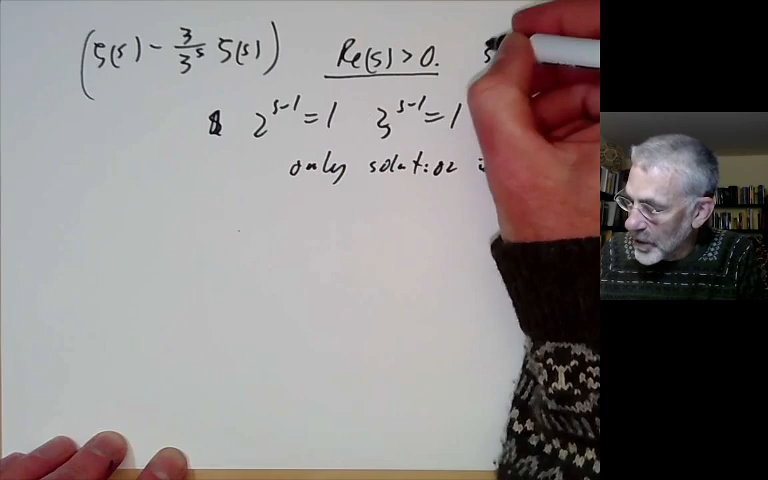 (ζ(s) - 3/3^s ζ(s)) Re(s) > 0.
2^{s-1} = 1 3^{s-1} = 1
only solution